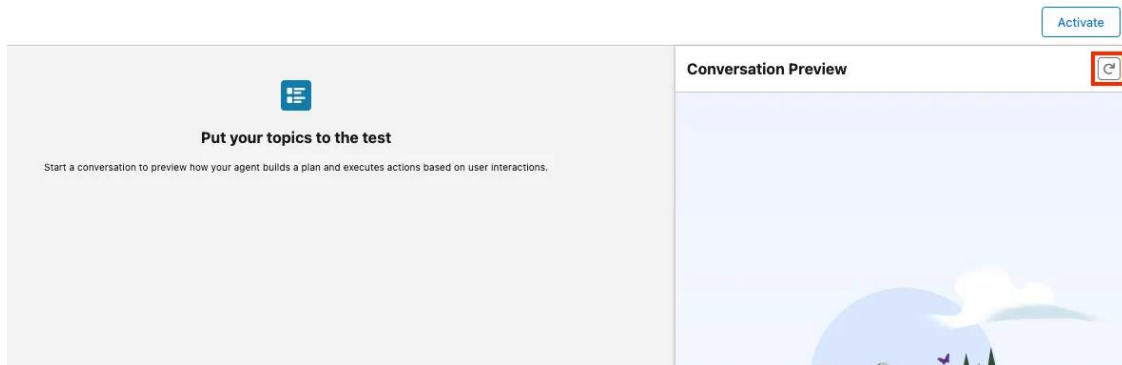 Activate
Conversation Preview
Put your topics to the test
Start a conversation to preview how your agent builds a plan and executes actions based on user interactions.